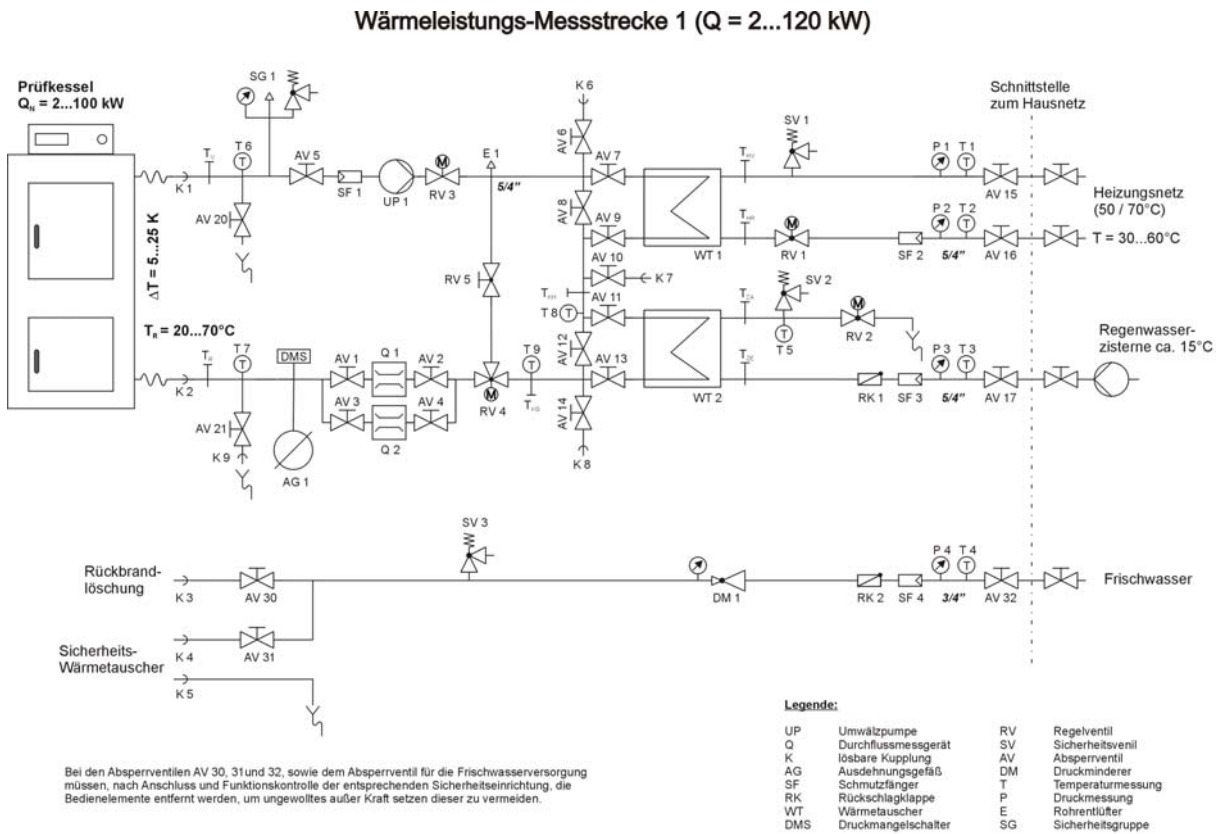 Wärmeleistungs-Messstrecke 1 (Q = 2...120 kW)
Prüfkessel
Q_N = 2...100 kW
SG 1
K 6
Schnittstelle
zum Hausnetz
T_V
T 6
AV 5
E 1
AV 6
AV 7
T_HV
SV 1
P 1
T 1
K 1
SF 1
UP 1
RV 3
5/4"
AV 15
Heizungsnetz
(50 / 70°C)
T = 30...60°C
AV 20
AV 8
AV 9
T_HR
P 2
T 2
WT 1
RV 1
SF 2
5/4"
AV 16
ΔT = 5...25 K
RV 5
AV 10
K 7
SV 2
AV 11
T 8
T_ZA
T 5
RV 2
T_R = 20...70°C
Regenwasser-
zisterne ca. 15°C
T_R
T 7
DMS
AV 1
Q 1
AV 2
T 9
AV 12
AV 13
T_ZE
P 3
T 3
K 2
RV 4
WT 2
RK 1
SF 3
5/4"
AV 17
AV 3
AV 4
AV 21
K 9
AG 1
Q 2
AV 14
K 8
SV 3
P 4
T 4
Rückbrand-
löschung
K 3
AV 30
DM 1
RK 2
SF 4
3/4"
AV 32
Frischwasser
Sicherheits-
Wärmetauscher
K 4
AV 31
K 5
Bei den Absperrventilen AV 30, 31und 32, sowie dem Absperrventil für die Frischwasserversorgung
müssen, nach Anschluss und Funktionskontrolle der entsprechenden Sicherheitseinrichtung, die
Bedienelemente entfernt werden, um ungewolltes außer Kraft setzen dieser zu vermeiden.
Legende:
UP Umwälzpumpe RV Regelventil
Q Durchflussmessgerät SV Sicherheitsvenil
K lösbare Kupplung AV Absperrventil
AG Ausdehnungsgefäß DM Druckminderer
SF Schmutzfänger T Temperaturmessung
RK Rückschlagklappe P Druckmessung
WT Wärmetauscher E Rohrentlüfter
DMS Druckmangelschalter SG Sicherheitsgruppe